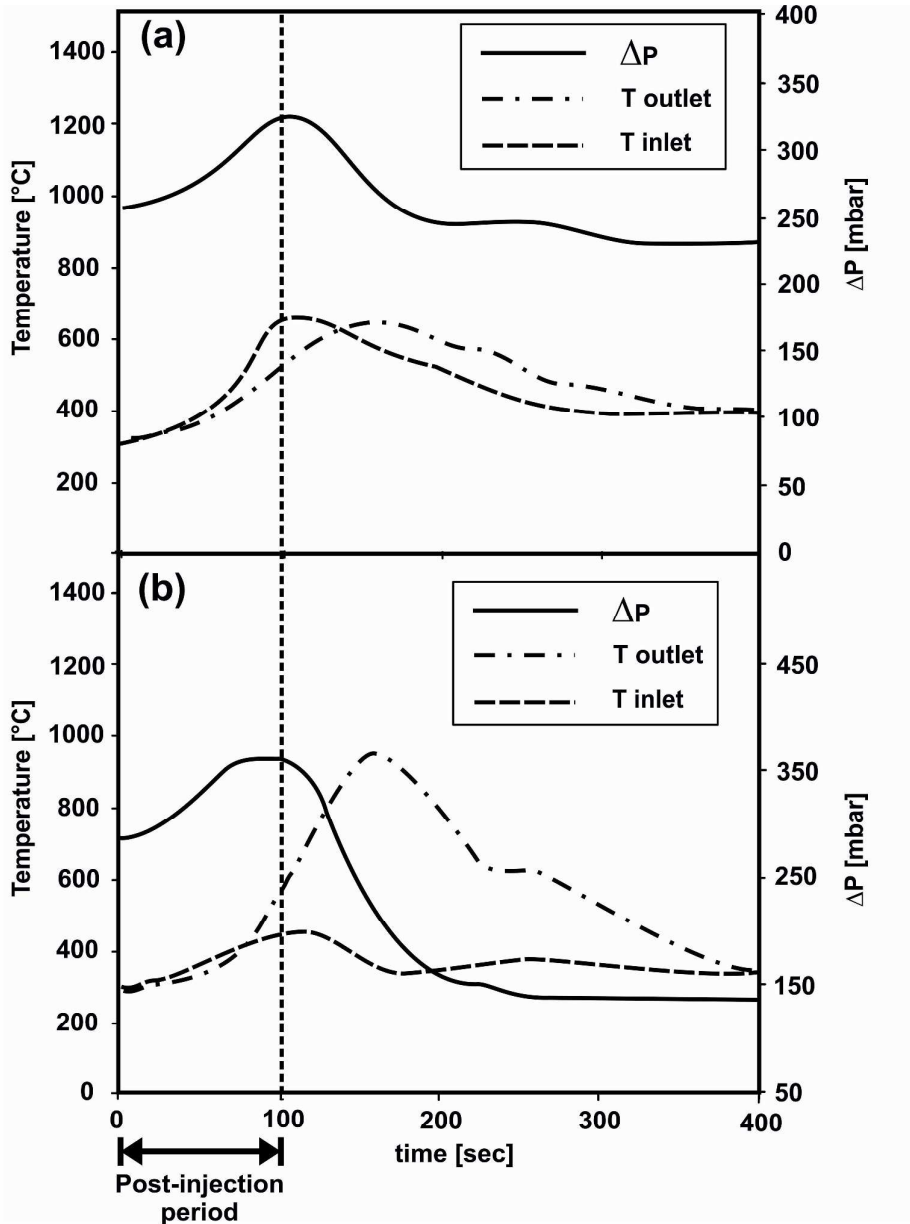 (a)
ΔP
T outlet
T inlet
Temperature [°C]
1400
1200
1000
800
600
400
200
400
350
300
250
200
150
100
50
0
ΔP [mbar]
(b)
ΔP
T outlet
T inlet
Temperature [°C]
1400
1200
1000
800
600
400
200
0
450
350
250
150
50
ΔP [mbar]
0
100
200
300
400
time [sec]
Post-injection
period